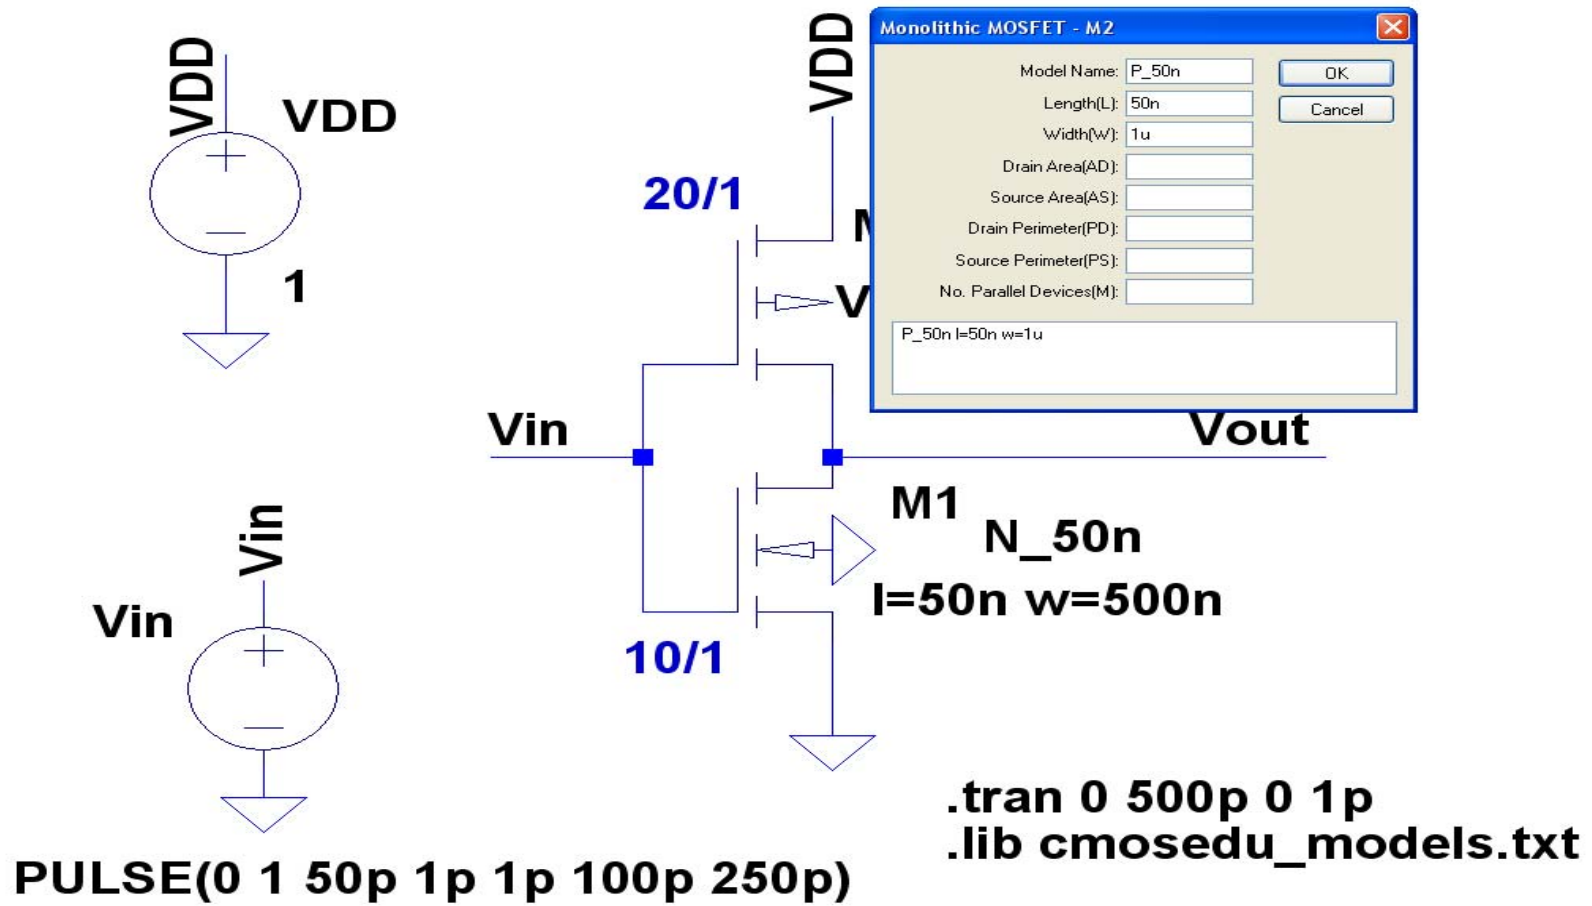 VDD
VDD
1
Vin
Vin
PULSE(0 1 50p 1p 1p 100p 250p)
VDD
20/1
Vin
Vout
M1
N_50n
l=50n w=500n
10/1
.tran 0 500p 0 1p
.lib cmosedu_models.txt
Monolithic MOSFET - M2
Model Name: P_50n
Length(L): 50n
Width(W): 1u
Drain Area(AD):
Source Area(AS):
Drain Perimeter(PD):
Source Perimeter(PS):
No. Parallel Devices(M):
OK
Cancel
P_50n l=50n w=1u